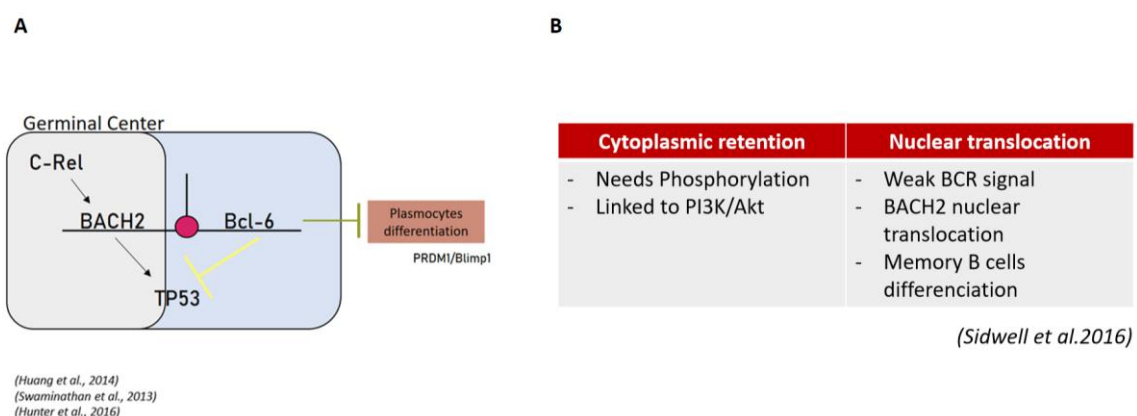 A
Germinal Center
C-Rel
BACH2
Bcl-6
TP53
Plasmocytes
differentiation
PRDM1/Blimp1
(Huang et al., 2014)
(Swaminathan et al., 2013)
(Hunter et al., 2016)
B
Cytoplasmic retention
Nuclear translocation
- Needs Phosphorylation
- Linked to PI3K/Akt
- Weak BCR signal
- BACH2 nuclear
translocation
- Memory B cells
differenciation
(Sidwell et al.2016)